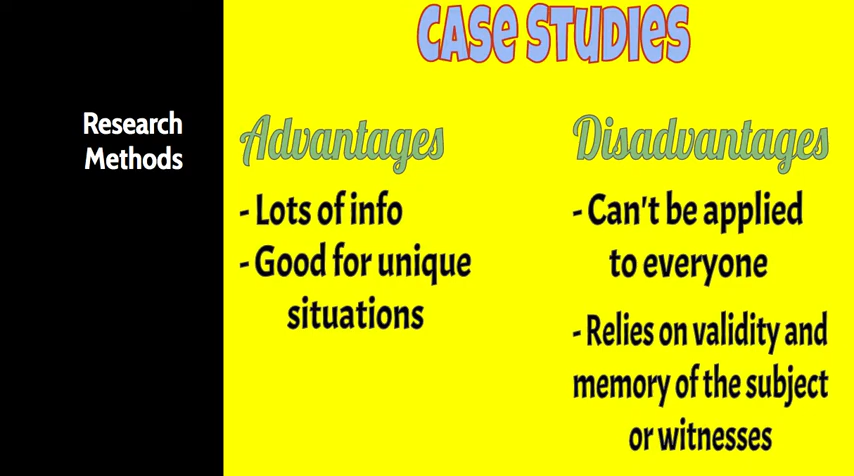 CASE STUDIES
Research
Methods
Advantages
- Lots of info
- Good for unique
situations
Disadvantages
- Can't be applied
to everyone
- Relies on validity and
memory of the subject
or witnesses